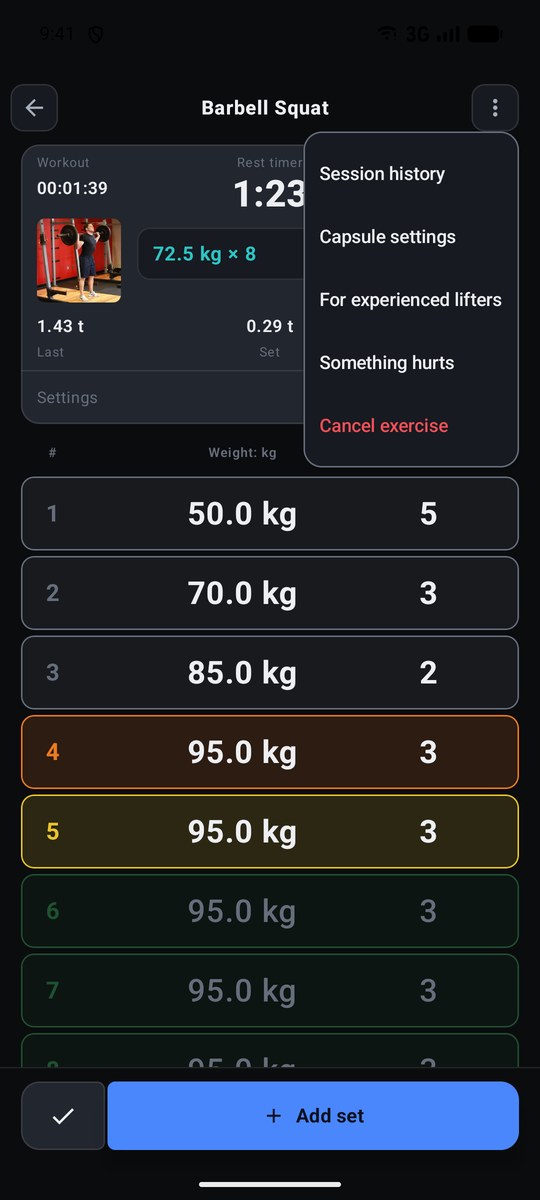 9:41
3G
Barbell Squat
Workout
Rest timer
00:01:39
1:23
72.5 kg × 8
1.43 t
0.29 t
Last
Set
Settings
Session history
Capsule settings
For experienced lifters
Something hurts
Cancel exercise
#
Weight: kg
1 50.0 kg 5
2 70.0 kg 3
3 85.0 kg 2
4 95.0 kg 3
5 95.0 kg 3
6 95.0 kg 3
7 95.0 kg 3
+ Add set